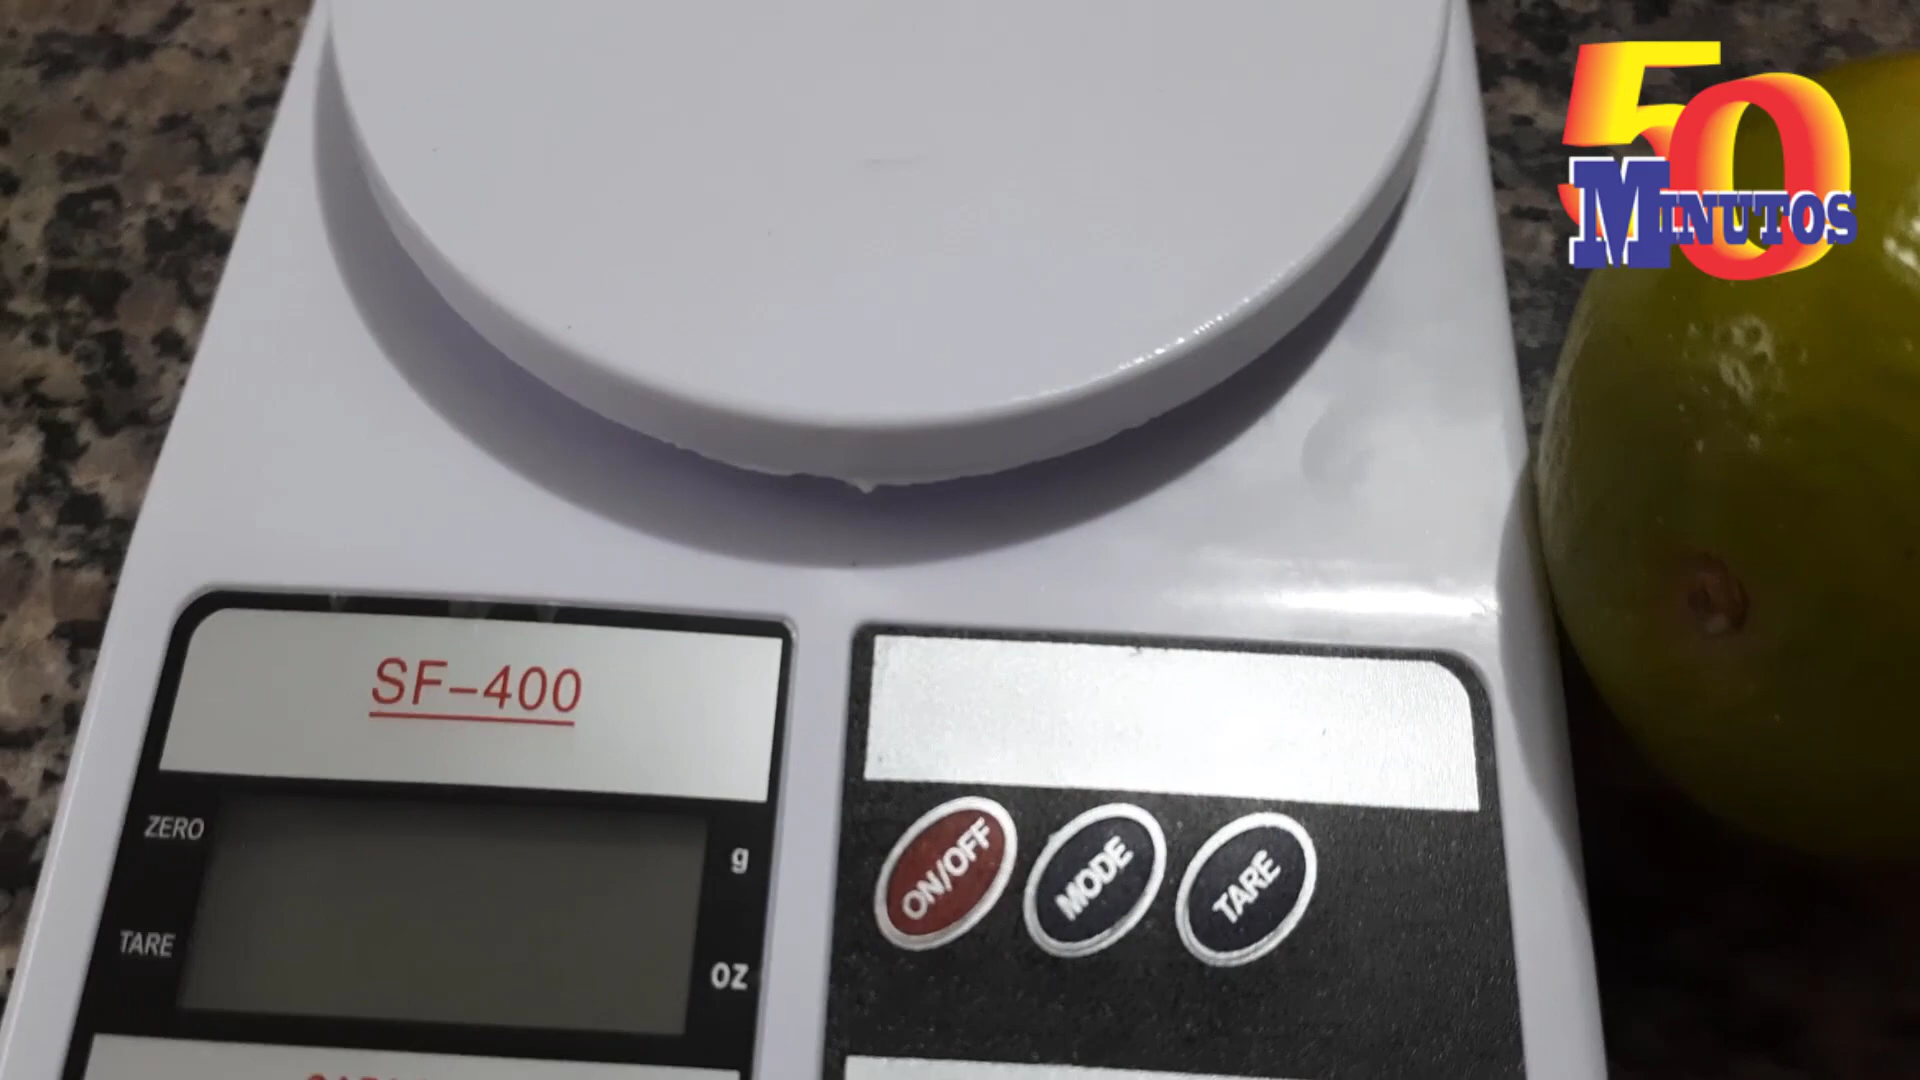 50
MINUTOS
SF-400
ZERO
g
TARE
OZ
ON/OFF
MODE
TARE